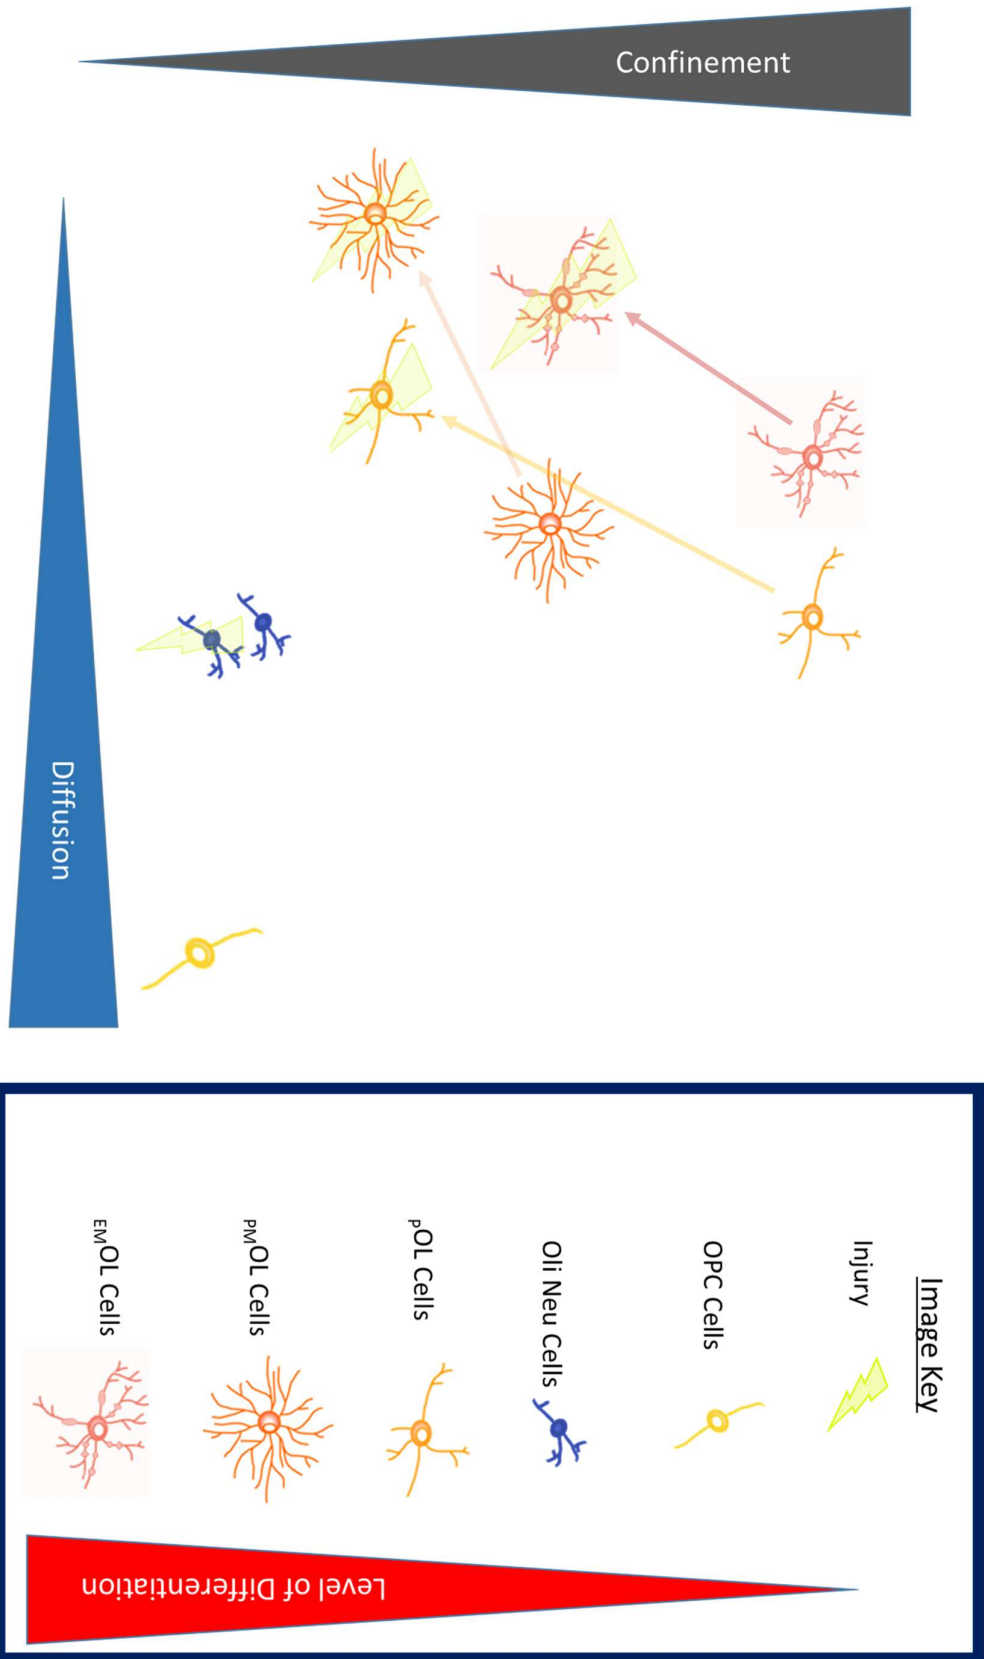 Confinement
Diffusion
Image Key
Injury
OPC Cells
Oli Neu Cells
POL Cells
PMOL Cells
EMOL Cells
Level of Differentiation